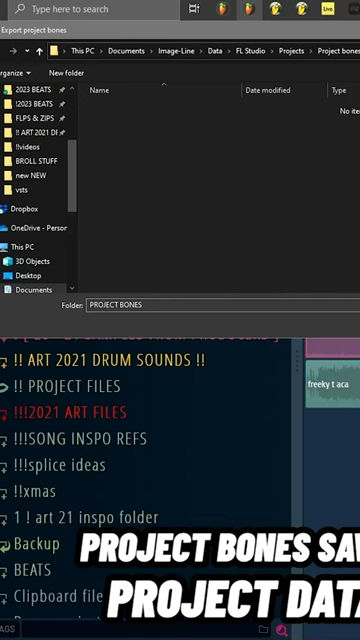 Type here to search
Live
Export project bones
This PC > Documents > Image-Line > Data > FL Studio > Projects > Project bones
rganize New folder
Name Date modified Type
No ite
2023 BEATS
!2023 BEATS
FLPS & ZIPS
!! ART 2021 DR
!!videos
BROLL STUFF
new NEW
vsts
Dropbox
OneDrive - Person
This PC
3D Objects
Desktop
Documents
Folder: PROJECT BONES
!! ART 2021 DRUM SOUNDS !!
!! PROJECT FILES
freeky t aca
!!!2021 ART FILES
!!!SONG INSPO REFS
!!!splice ideas
!!xmas
1 ! art 21 inspo folder
Backup
PROJECT BONES SAV
BEATS
PROJECT DATA
Clipboard file
AGS